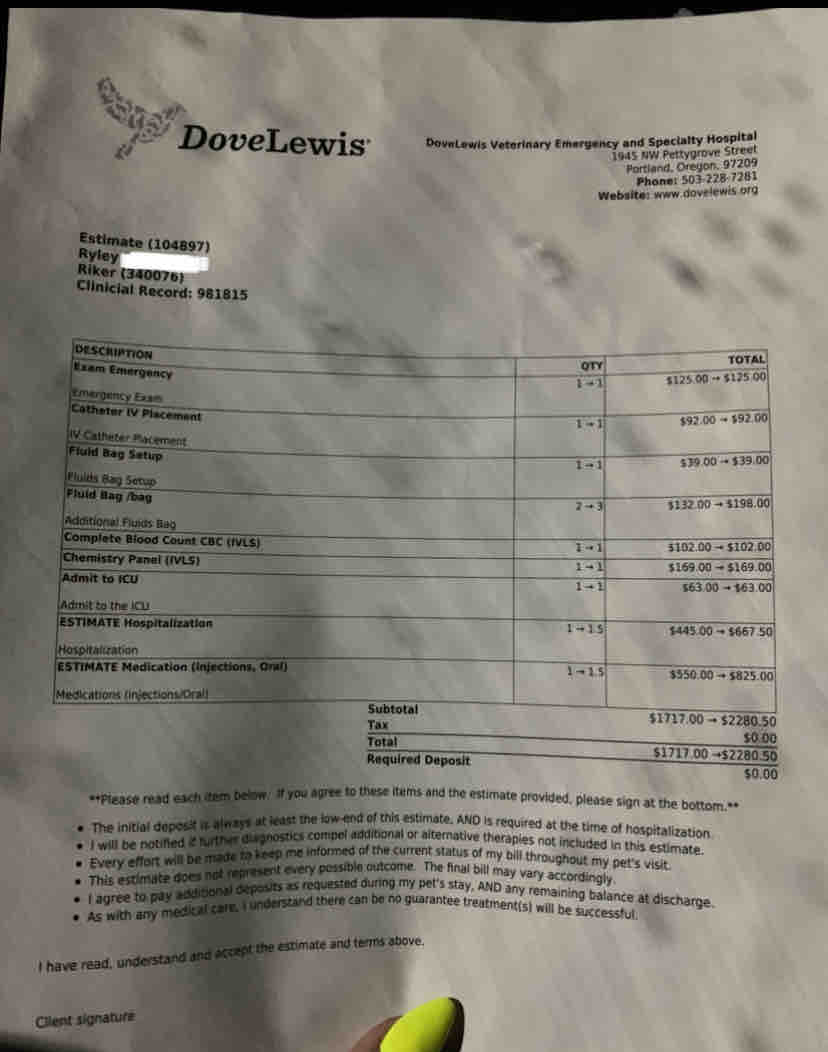 DoveLewis
DoveLewis Veterinary Emergency and Specialty Hospital
1945 NW Pettygrove Street
Portland, Oregon, 97209
Phone: 503-228-7281
Website: www.dovelewis.org
Estimate (104897)
Ryley
Riker (340076)
Clinicial Record: 981815
DESCRIPTION QTY TOTAL
Exam Emergency 1→1 $125.00 → $125.00
Emergency Exam
Catheter IV Placement 1→1 $92.00 → $92.00
IV Catheter Placement
Fluid Bag Setup 1→1 $39.00 → $39.00
Fluids Bag Setup
Fluid Bag /bag 2→3 $132.00 → $198.00
Additional Fluids Bag
Complete Blood Count CBC (IVLS) 1→1 $102.00 → $102.00
Chemistry Panel (IVLS) 1→1 $169.00 → $169.00
Admit to ICU 1→1 $63.00 → $63.00
Admit to the ICU
ESTIMATE Hospitalization 1→1.5 $445.00 → $667.50
Hospitalization
ESTIMATE Medication (Injections, Oral) 1→1.5 $550.00 → $825.00
Medications (Injections/Oral)
Subtotal $1717.00 → $2280.50
Tax $0.00
Total $1717.00 →$2280.50
Required Deposit $0.00
**Please read each item below. If you agree to these items and the estimate provided, please sign at the bottom.**
• The initial deposit is always at least the low-end of this estimate, AND is required at the time of hospitalization.
• I will be notified if further diagnostics compel additional or alternative therapies not included in this estimate.
• Every effort will be made to keep me informed of the current status of my bill throughout my pet's visit.
• This estimate does not represent every possible outcome. The final bill may vary accordingly.
• I agree to pay additional deposits as requested during my pet's stay, AND any remaining balance at discharge.
• As with any medical care, I understand there can be no guarantee treatment(s) will be successful.
I have read, understand and accept the estimate and terms above.
Client signature